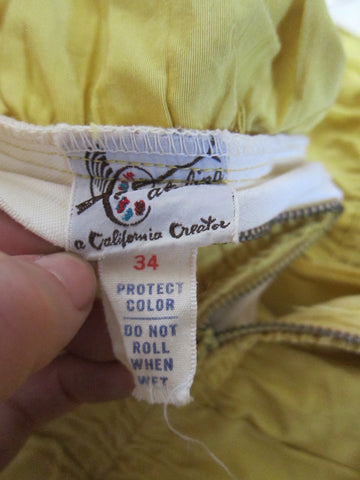 a California Creator
34
PROTECT
COLOR
DO NOT
ROLL
WHEN
WET